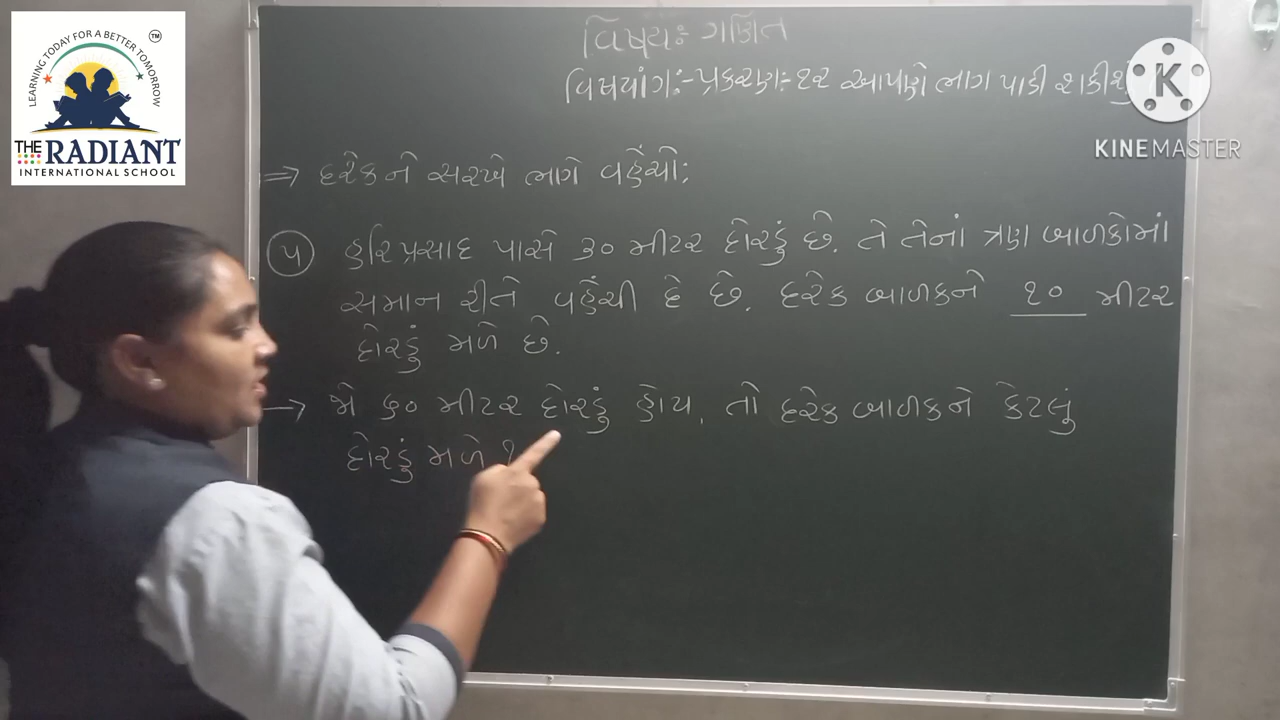 LEARNING TODAY FOR A BETTER TOMORROW
TM
THE RADIANT
INTERNATIONAL SCHOOL
K
KINEMASTER
વિષય: ગણિત
વિષયાંગ:- પ્રકરણ:- ૧૨ આપણે ભાગ પાડી શકીશું
⇒ દરેકને સરખે ભાગે વહેંચો:
૫ હરિપ્રસાદ પાસે ૩૦ મીટર દોરડું છે. તે તેનાં ત્રણ બાળકોમાં
સમાન રીતે વહેંચી દે છે. દરેક બાળકને ૧૦ મીટર
દોરડું મળે છે.
→ જો ૬૦ મીટર દોરડું હોય, તો દરેક બાળકને કેટલું
દોરડું મળે ?